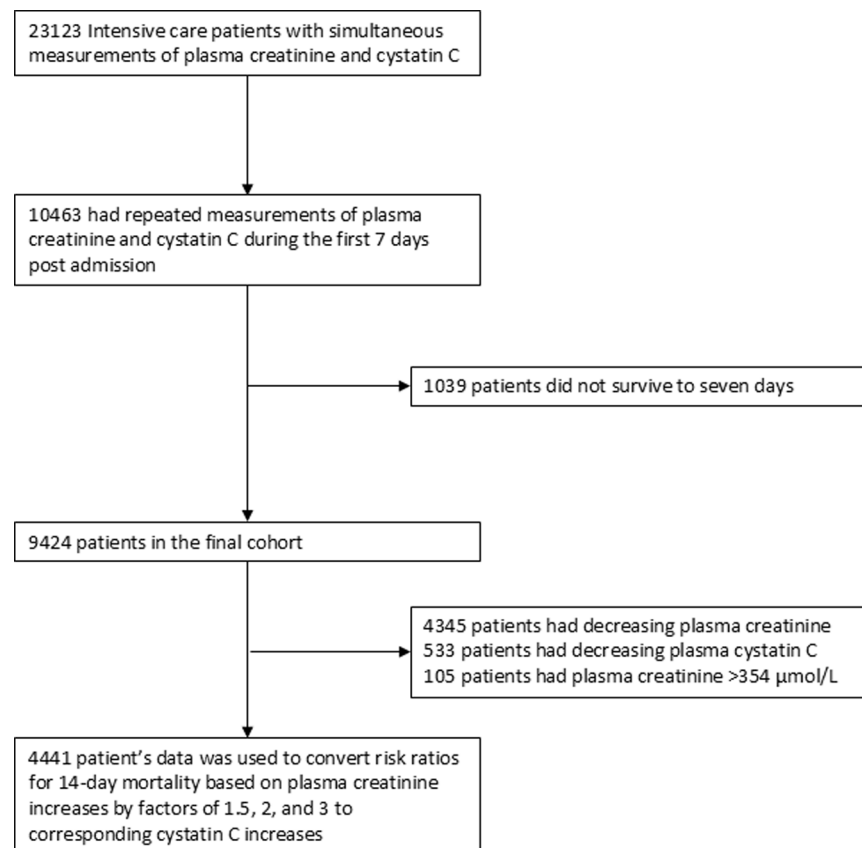 23123 Intensive care patients with simultaneous
measurements of plasma creatinine and cystatin C
10463 had repeated measurements of plasma
creatinine and cystatin C during the first 7 days
post admission
1039 patients did not survive to seven days
9424 patients in the final cohort
4345 patients had decreasing plasma creatinine
533 patients had decreasing plasma cystatin C
105 patients had plasma creatinine >354 μmol/L
4441 patient's data was used to convert risk ratios
for 14-day mortality based on plasma creatinine
increases by factors of 1.5, 2, and 3 to
corresponding cystatin C increases